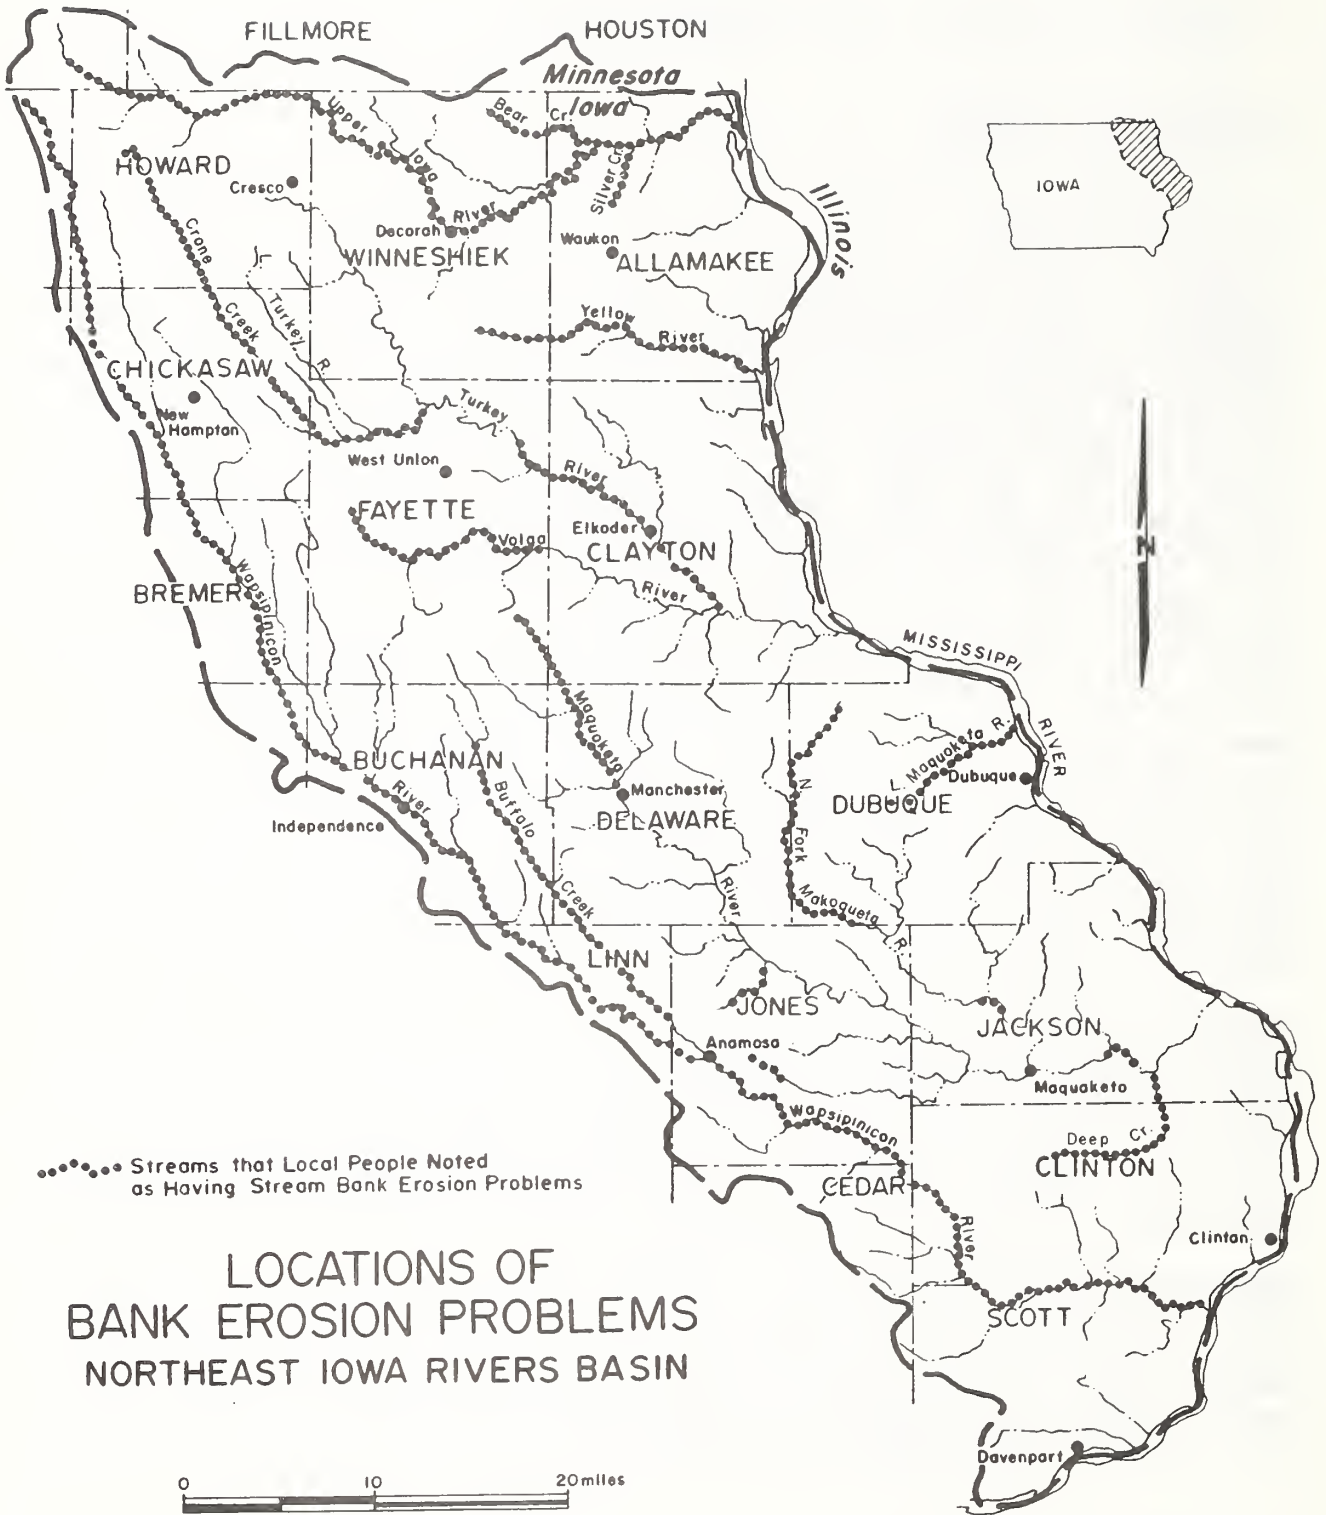 FILLMORE
HOUSTON
Minnesota
Iowa
Upper
Iowa
River
Bear Cr.
Silver Cr.
HOWARD
Cresco
Decorah
WINNESHIEK
Waukon
ALLAMAKEE
Illinois
IOWA
Crane
Creek
Turkey R.
Yellow
River
CHICKASAW
New
Hampton
Turkey
River
West Union
FAYETTE
Elkoder
CLAYTON
Volga
River
N
BREMER
Wapsipinicon
MISSISSIPPI
RIVER
Maquoketa
BUCHANAN
River
Buffalo
Creek
Independence
Manchester
DELAWARE
River
N.
Fork
Makoqueta
R.
L. Maquoketa R.
Dubuque
DUBUQUE
LINN
JONES
Anamosa
JACKSON
Maquaketo
Wapsipinicon
River
Deep Cr.
CLINTON
CEDAR
Clinton
SCOTT
Davenpart
Streams that Local People Noted
as Having Stream Bank Erosion Problems
LOCATIONS OF
BANK EROSION PROBLEMS
NORTHEAST IOWA RIVERS BASIN
0 10 20 miles